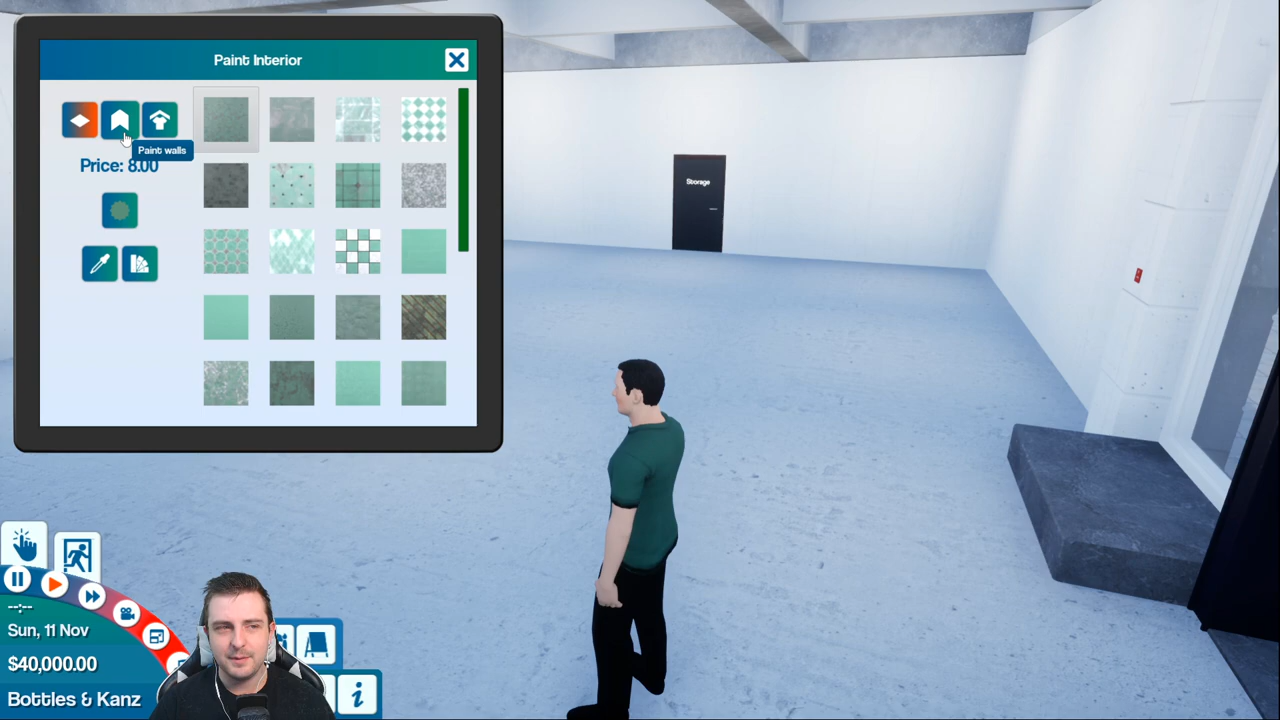 Paint Interior
Paint walls
Price: 8.00
Storage
--:--
Sun, 11 Nov
$40,000.00
Bottles & Kanz